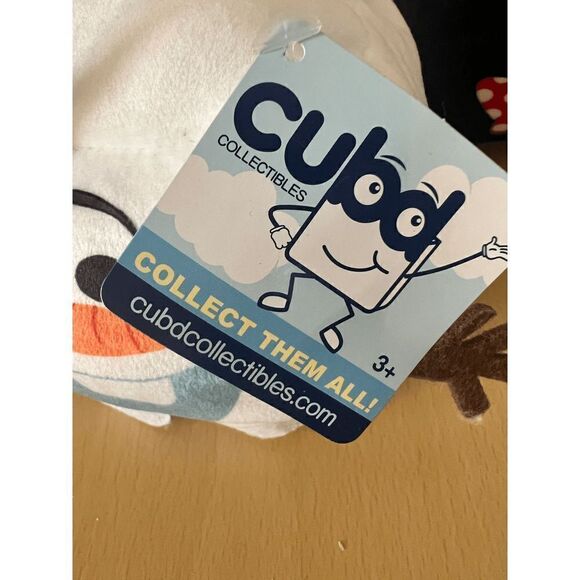 cubd
COLLECTIBLES
COLLECT THEM ALL!
cubdcollectibles.com
3+